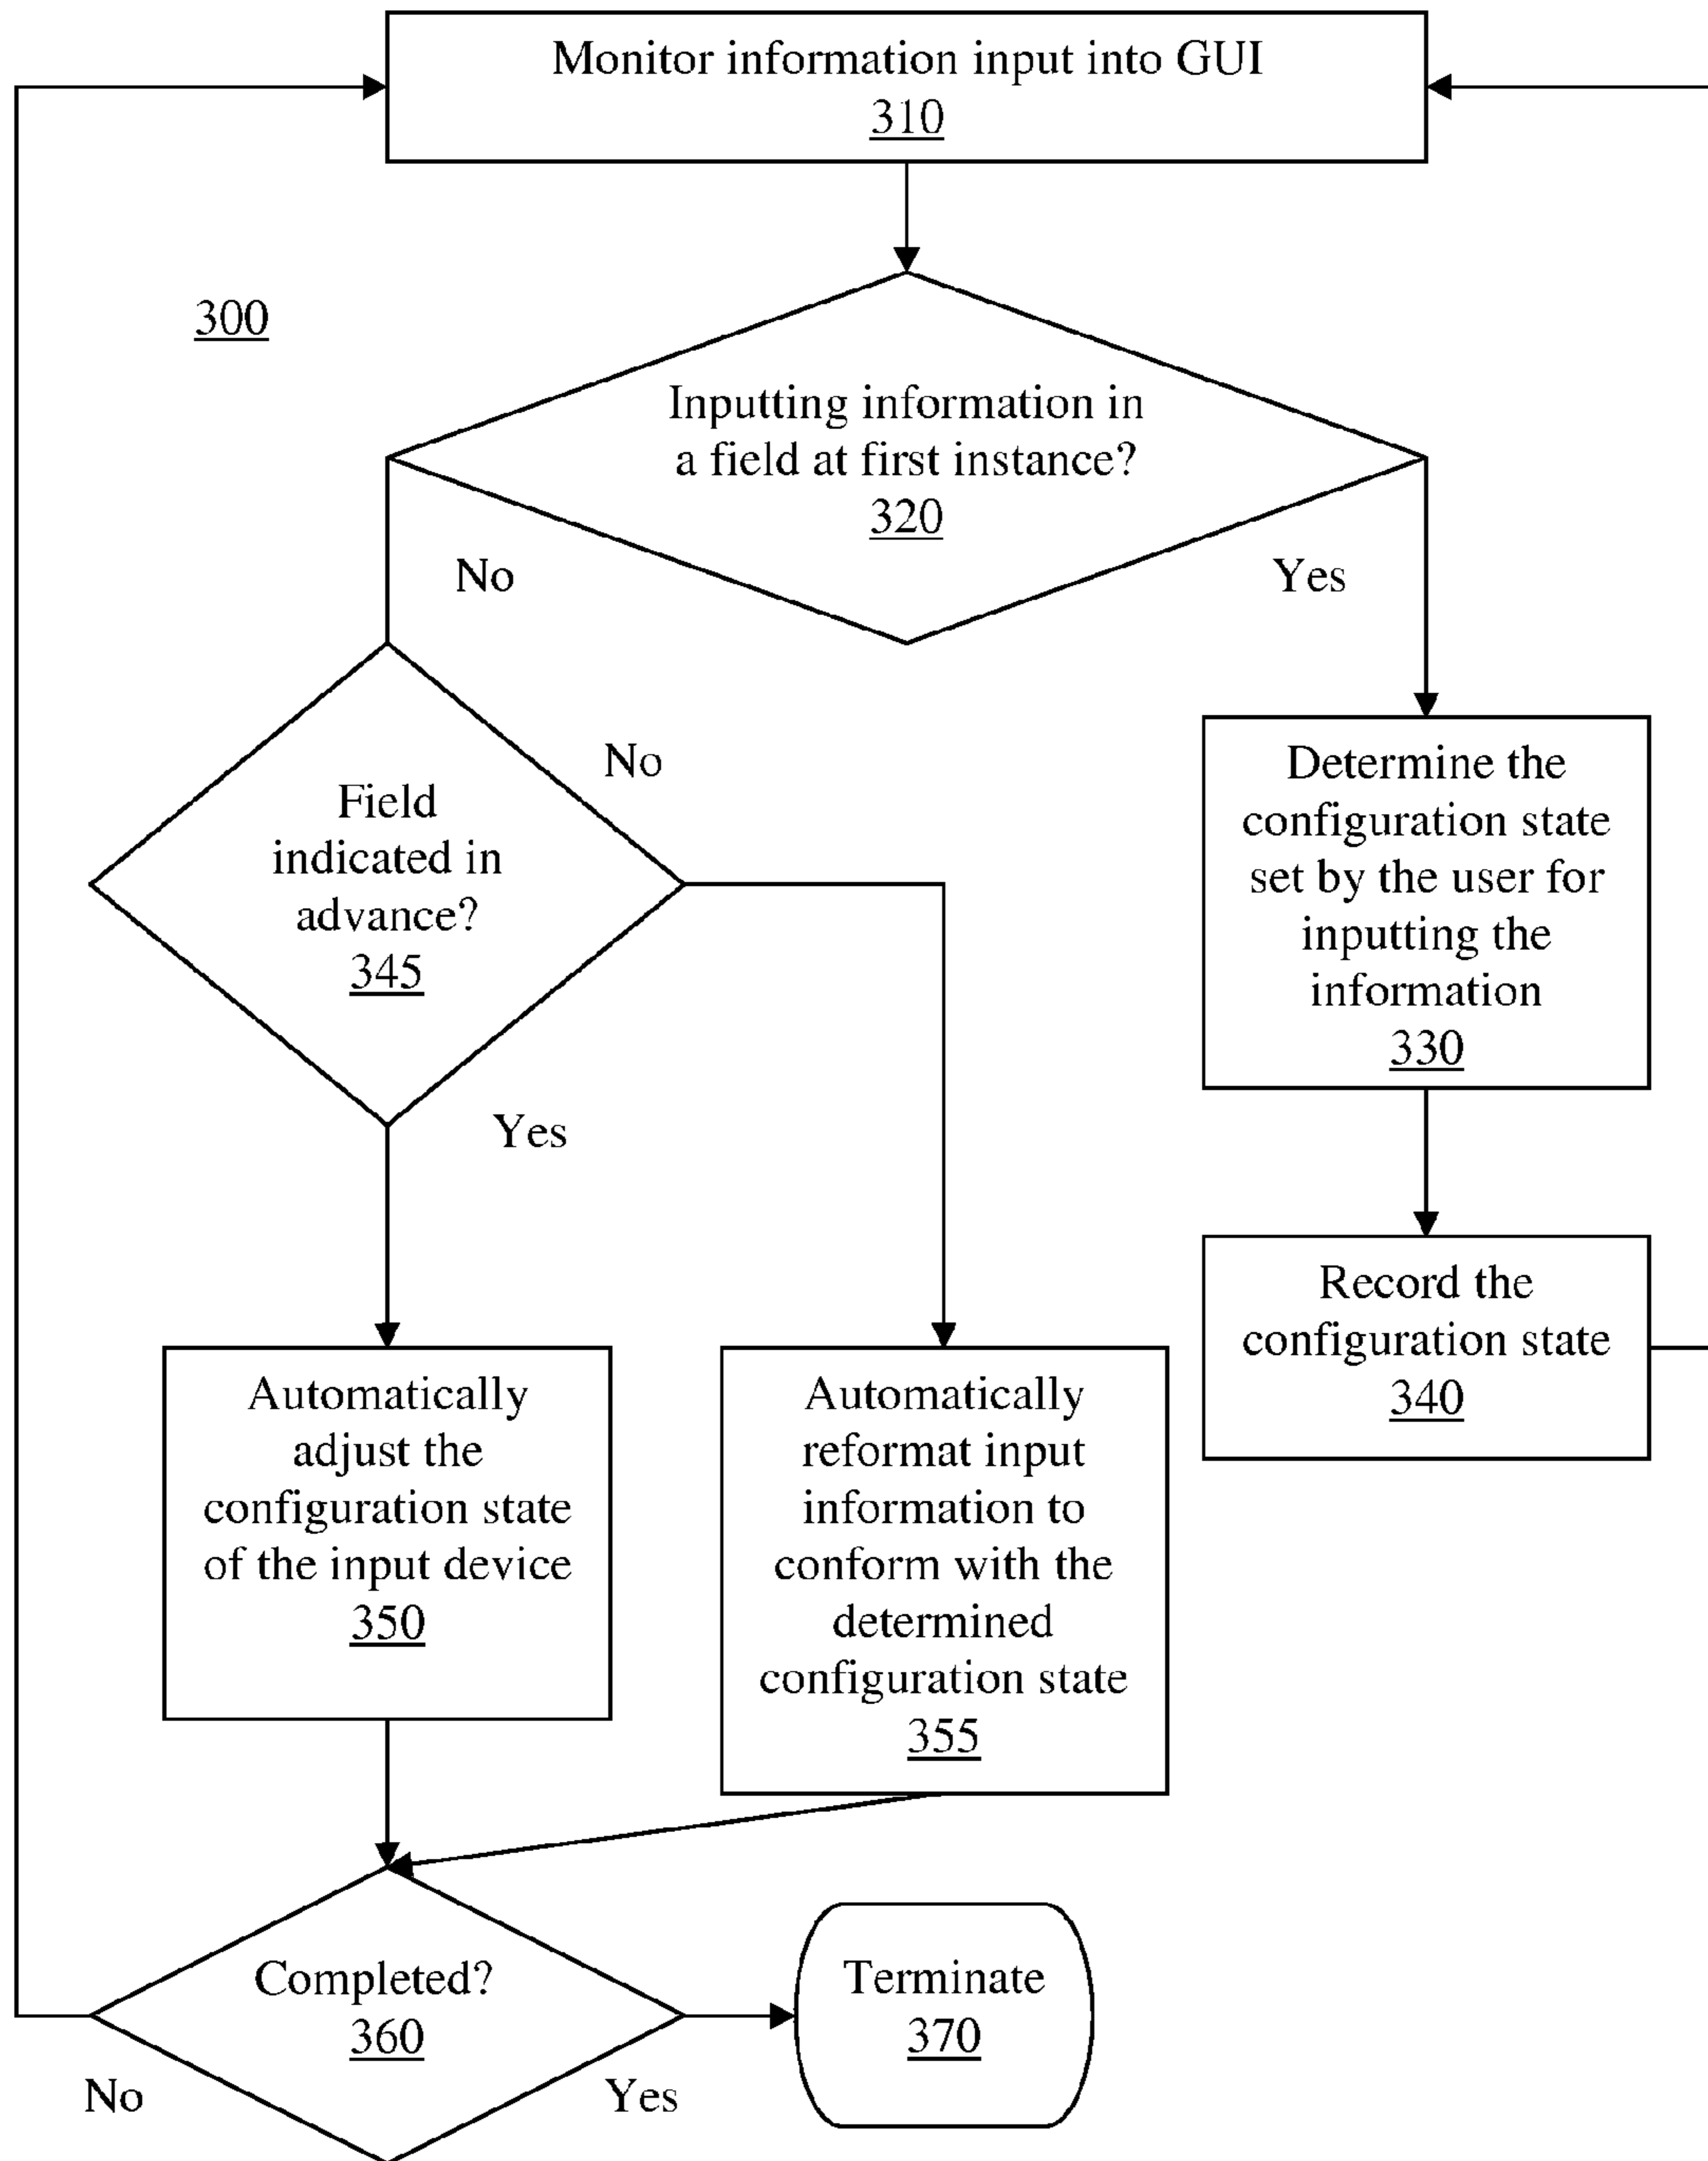 Monitor information input into GUI
310
300
Inputting information in
a field at first instance?
320
No
Yes
Field
indicated in
advance?
345
No
Yes
Determine the
configuration state
set by the user for
inputting the
information
330
Record the
configuration state
340
Automatically
adjust the
configuration state
of the input device
350
Automatically
reformat input
information to
conform with the
determined
configuration state
355
Completed?
360
No
Yes
Terminate
370